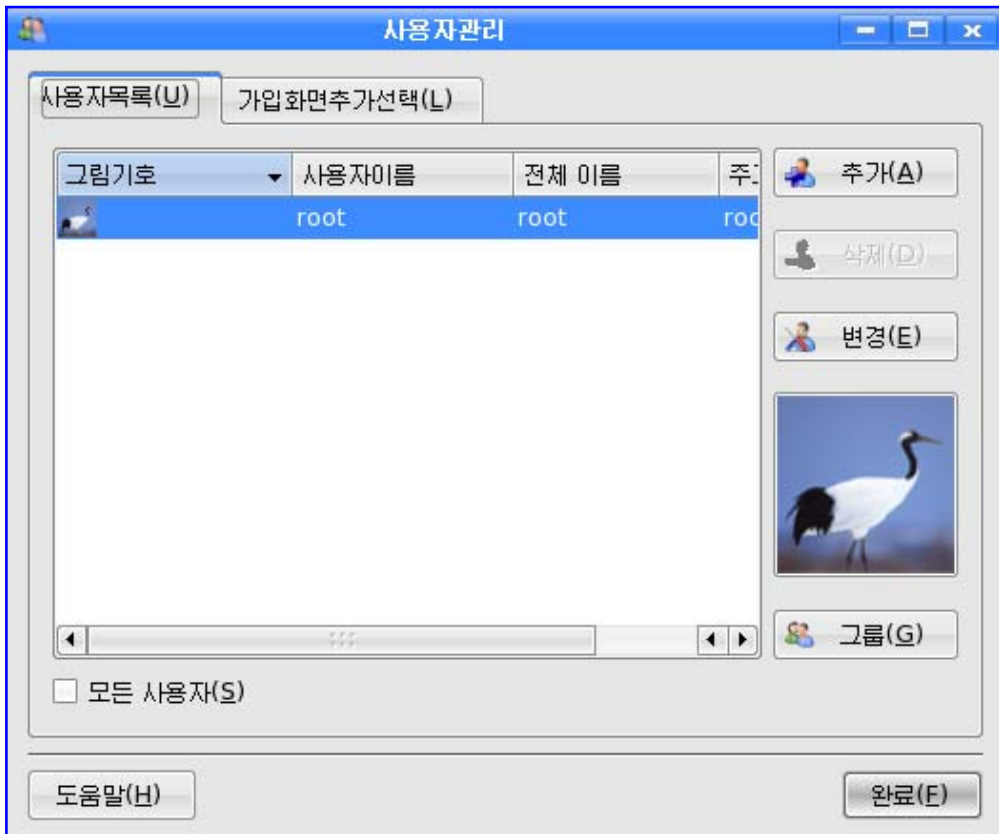 사용자관리
사용자목록(U) 가입화면추가선택(L)
그림기호 사용자이름 전체 이름
root root
추가(A)
삭제(D)
변경(E)
그룹(G)
모든 사용자(S)
도움말(H) 완료(F)